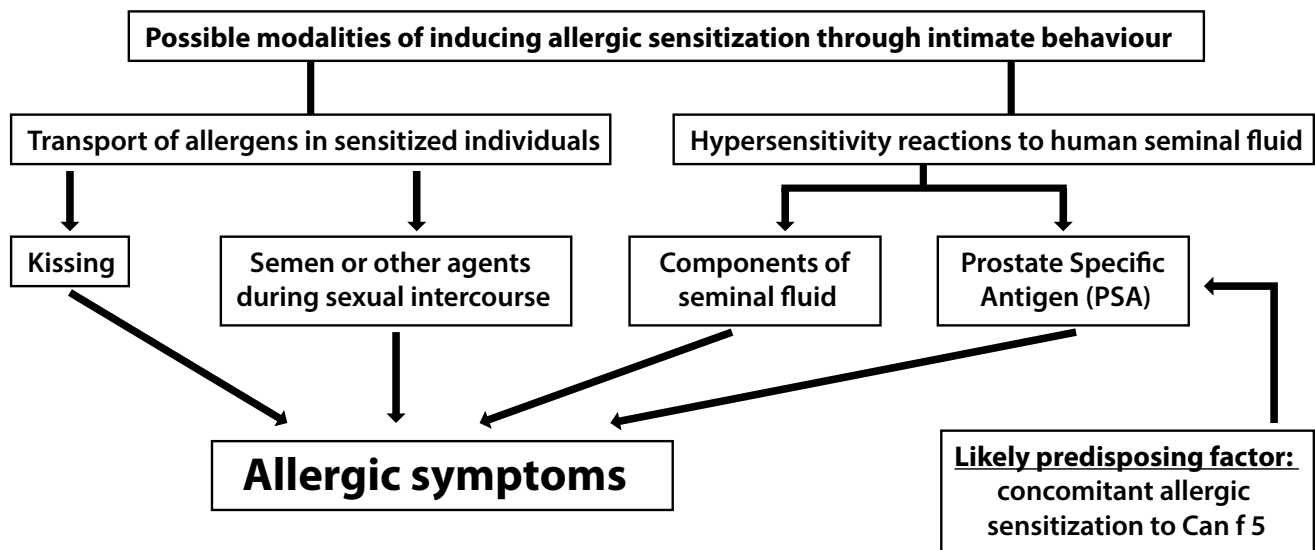 Possible modalities of inducing allergic sensitization through intimate behaviour
Transport of allergens in sensitized individuals
Hypersensitivity reactions to human seminal fluid
Kissing
Semen or other agents
during sexual intercourse
Components of
seminal fluid
Prostate Specific
Antigen (PSA)
Allergic symptoms
Likely predisposing factor:
concomitant allergic
sensitization to Can f 5